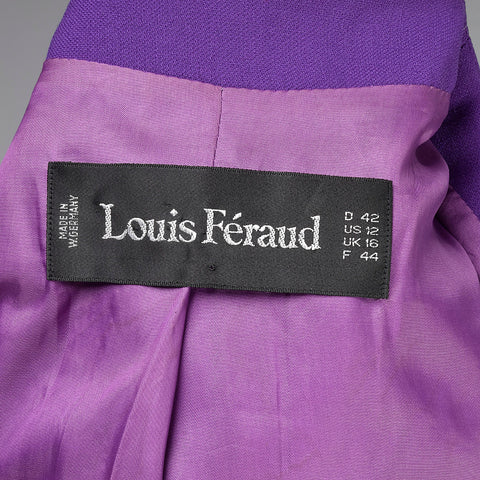 MADE IN
W.GERMANY
Louis Féraud
D 42
US 12
UK 16
F 44